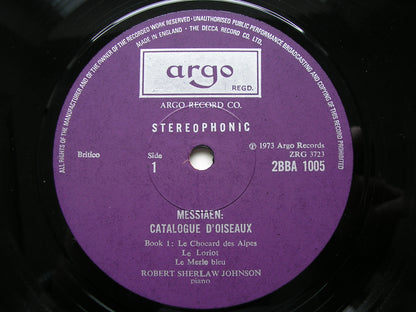 ALL RIGHTS OF THE MANUFACTURER AND OF THE OWNER OF THE RECORDED WORK RESERVED · UNAUTHORISED PUBLIC PERFORMANCE BROADCASTING AND COPYING OF THIS RECORD PROHIBITED
MADE IN ENGLAND · THE DECCA RECORD CO. LTD.
argo
REGD.
ARGO RECORD CO.
STEREOPHONIC
Britico
Side
1
℗ 1973 Argo Records
ZRG 3723
2BBA 1005
MESSIAEN:
CATALOGUE D'OISEAUX
Book 1: Le Chocard des Alpes
Le Loriot
Le Merle bleu
ROBERT SHERLAW JOHNSON
piano